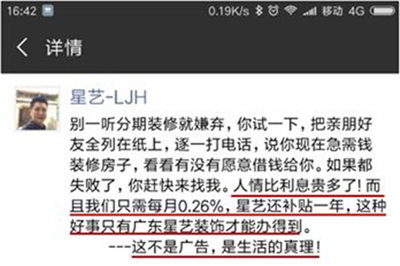 16:42 0.19K/s 移动 4G
详情
星艺-LJH
别一听分期装修就嫌弃，你试一下，把亲朋好
友全列在纸上，逐一打电话，说你现在急需钱
装修房子，看看有没有愿意借钱给你。如果都
失败了，你赶快来找我。人情比利息贵多了！而
且我们只需每月0.26%，星艺还补贴一年，这种
好事只有广东星艺装饰才能办得到。
---这不是广告，是生活的真理！